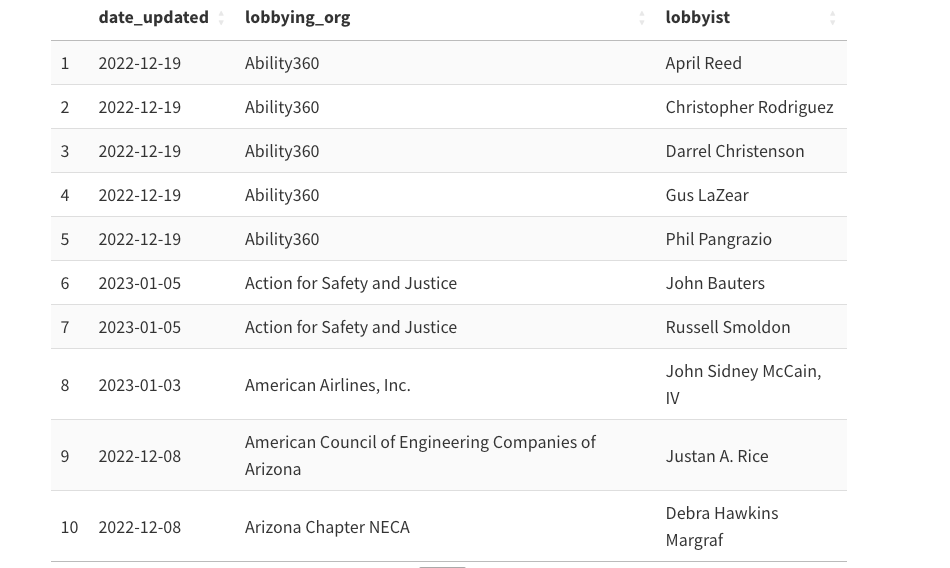 date_updated lobbying_org lobbyist
1 2022-12-19 Ability360 April Reed
2 2022-12-19 Ability360 Christopher Rodriguez
3 2022-12-19 Ability360 Darrel Christenson
4 2022-12-19 Ability360 Gus LaZear
5 2022-12-19 Ability360 Phil Pangrazio
6 2023-01-05 Action for Safety and Justice John Bauters
7 2023-01-05 Action for Safety and Justice Russell Smoldon
8 2023-01-03 American Airlines, Inc. John Sidney McCain,
IV
9 2022-12-08 American Council of Engineering Companies of
Arizona Justan A. Rice
10 2022-12-08 Arizona Chapter NECA Debra Hawkins
Margraf